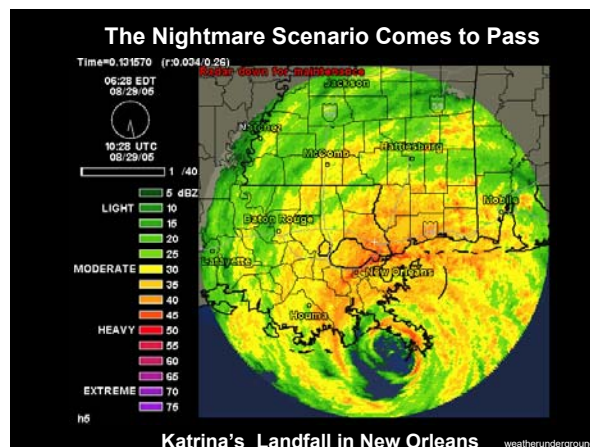 The Nightmare Scenario Comes to Pass
Time=0.131570 (r:0.034/0.26)
Radar down for maintenance
06:28 EDT
08/29/05
10:28 UTC
08/29/05
1 /40
5 dBZ
LIGHT 10
15
20
25
MODERATE 30
35
40
45
HEAVY 50
55
60
65
EXTREME 70
75
h5
Jackson
Natchez
McComb
Hattiesburg
Mobile
Baton Rouge
Lafayette
New Orleans
Houma
Katrina's Landfall in New Orleans
weatherunderground